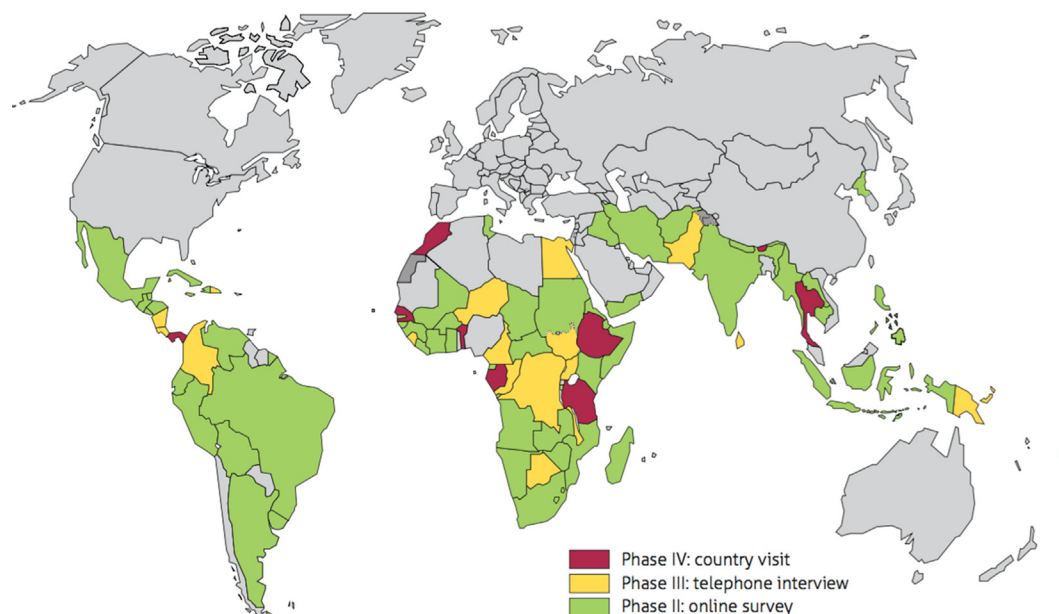 Phase IV: country visit
Phase III: telephone interview
Phase II: online survey